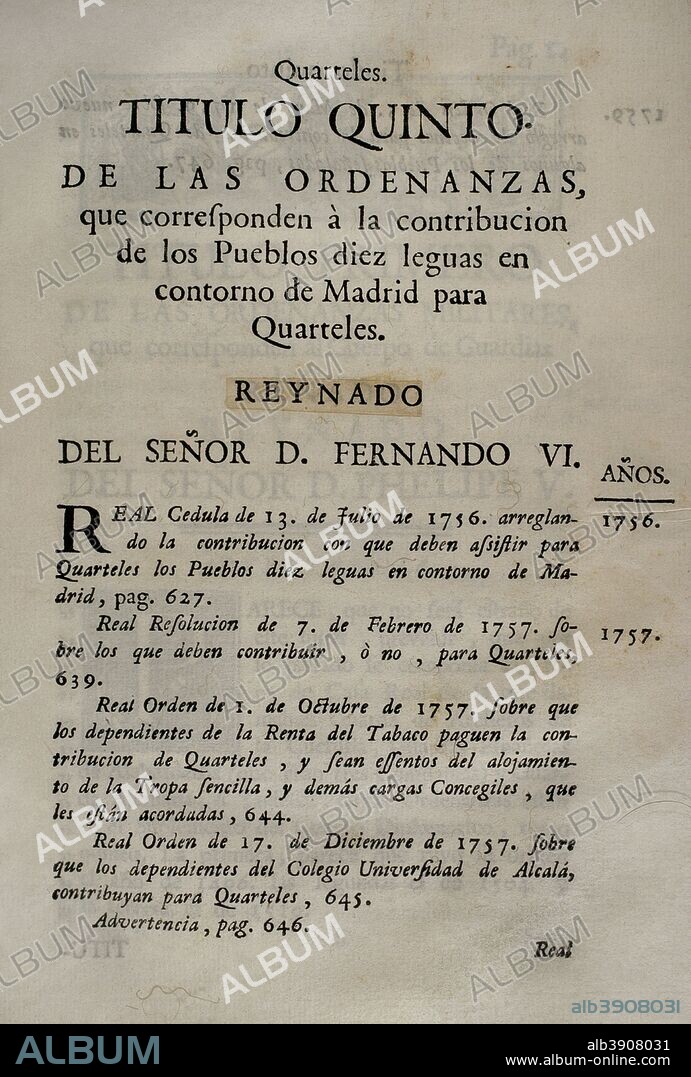 Quarteles.
TITULO QUINTO.
DE LAS ORDENANZAS,
que correſponden à la contribucion
de los Pueblos diez leguas en
contorno de Madrid para
Quarteles.
REYNADO
DEL SEÑOR D. FERNANDO VI.
AÑOS.
REAL Cedula de 13. de Julio de 1756. arreglan-
1756.
do la contribucion con que deben aſsiſtir para
Quarteles los Pueblos diez leguas en contorno de Ma-
drid, pag. 627.
Real Reſolucion de 7. de Febrero de 1757. ſo-
1757.
bre los que deben contribuir, ò no, para Quarteles,
639.
Real Orden de 1. de Octubre de 1757. ſobre que
los dependientes de la Renta del Tabaco paguen la con-
tribucion de Quarteles, y ſean eſſentos del alojamien-
to de la Tropa ſencilla, y demás cargas Concegiles, que
les eſtán acordadas, 644.
Real Orden de 17. de Diciembre de 1757. ſobre
que los dependientes del Colegio Univerſidad de Alcalá,
contribuyan para Quarteles, 645.
Advertencia, pag. 646.
Real
alb3908031
ALBUM
alb3908031
www.album-online.com